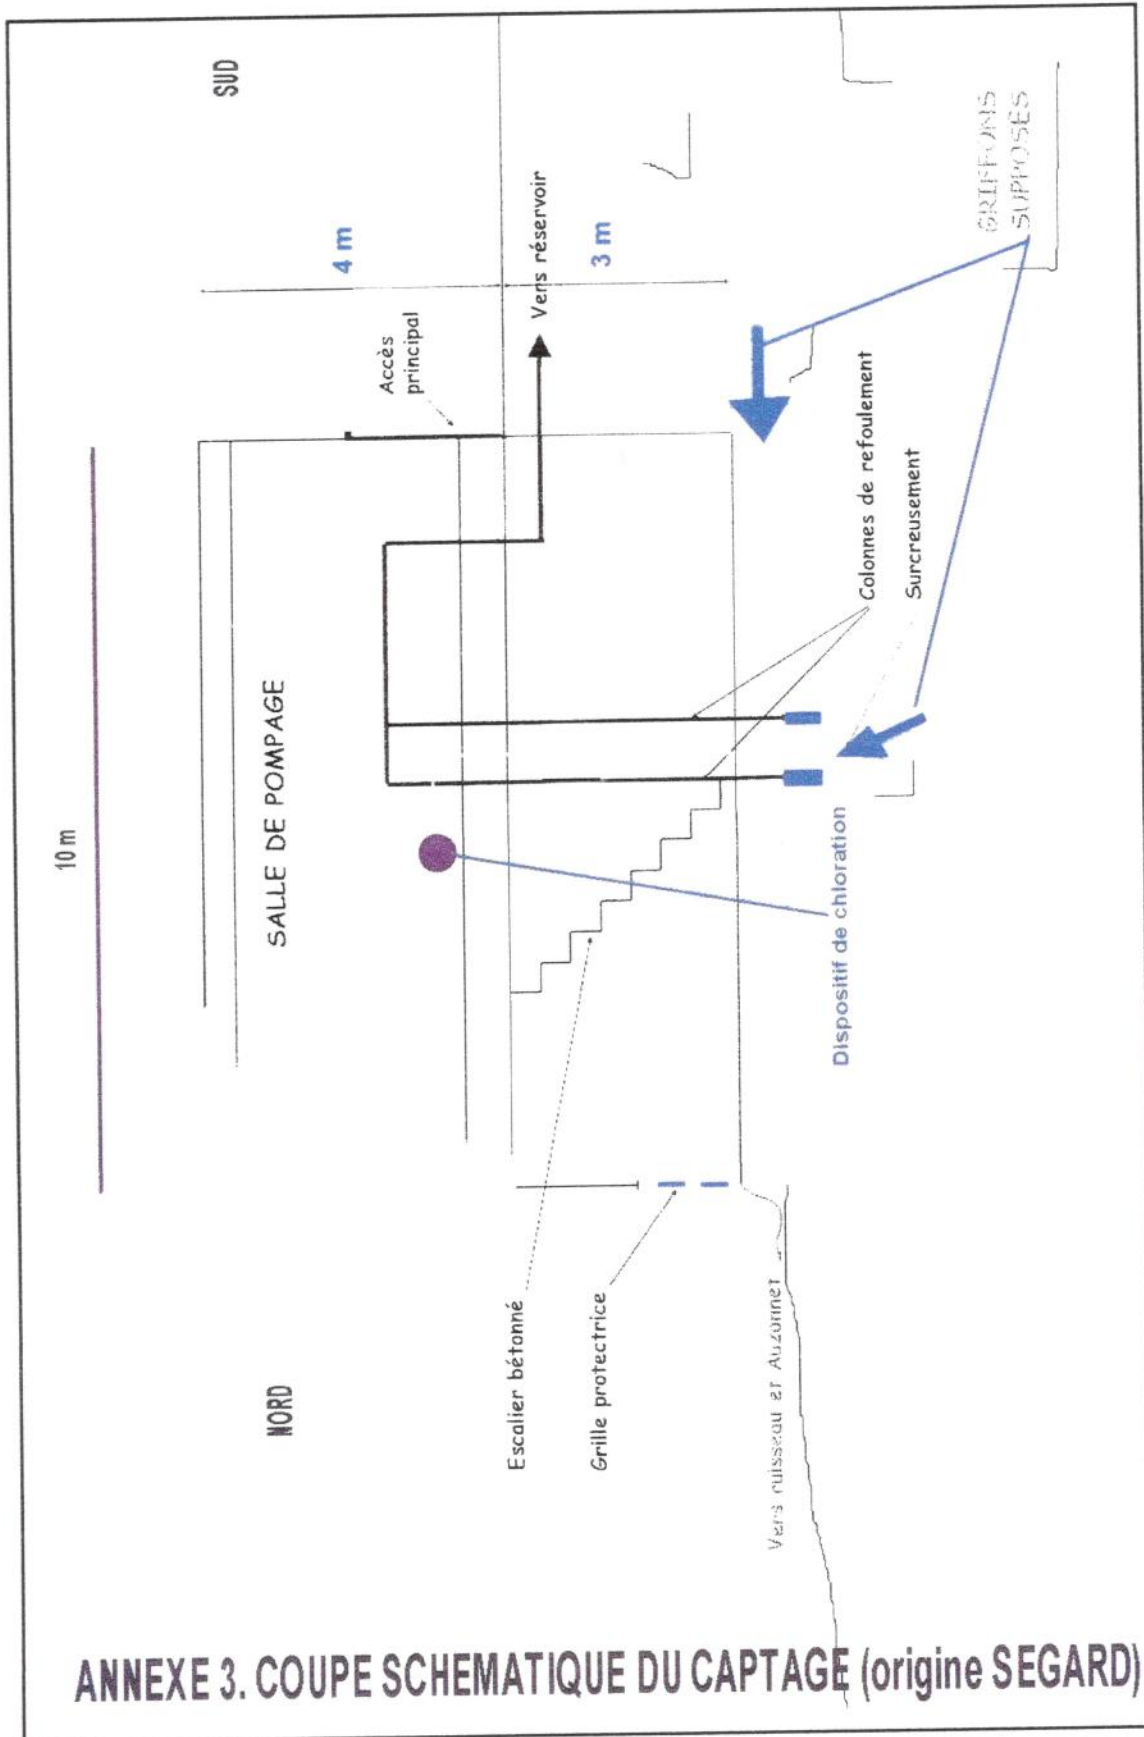 SUD
4 m
Accès
principal
Vers réservoir
3 m
10 m
SALLE DE POMPAGE
GRIFFONS
SUPPOSES
Colonnes de refoulement
Surcreusement
Dispositif de chloration
NORD
Escalier bétonné
Grille protectrice
Vers ruisseau et Auzonnet
ANNEXE 3. COUPE SCHEMATIQUE DU CAPTAGE (origine SEGARD)